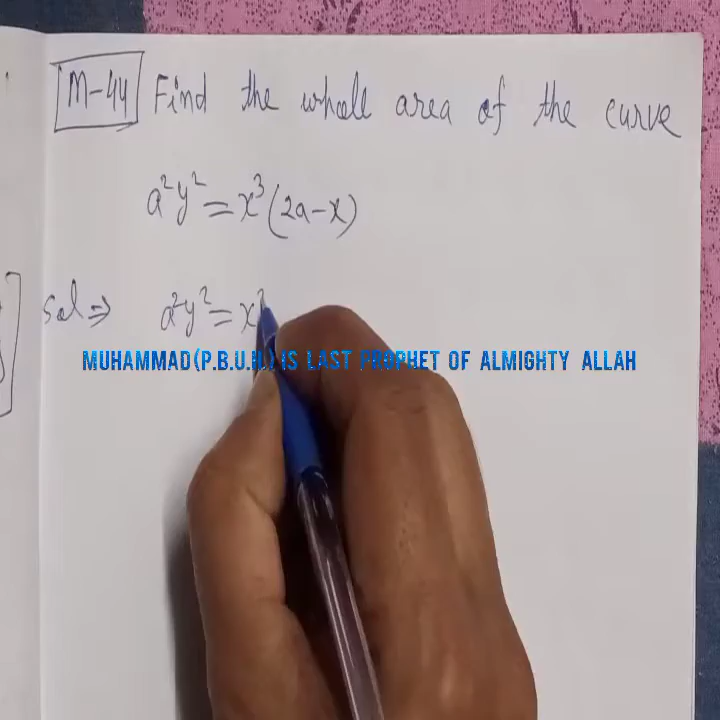 M-44 Find the whole area of the curve
a²y² = x³(2a-x)
Sol ⇒ a²y² = x³
MUHAMMAD(P.B.U.H.) IS LAST PROPHET OF ALMIGHTY ALLAH